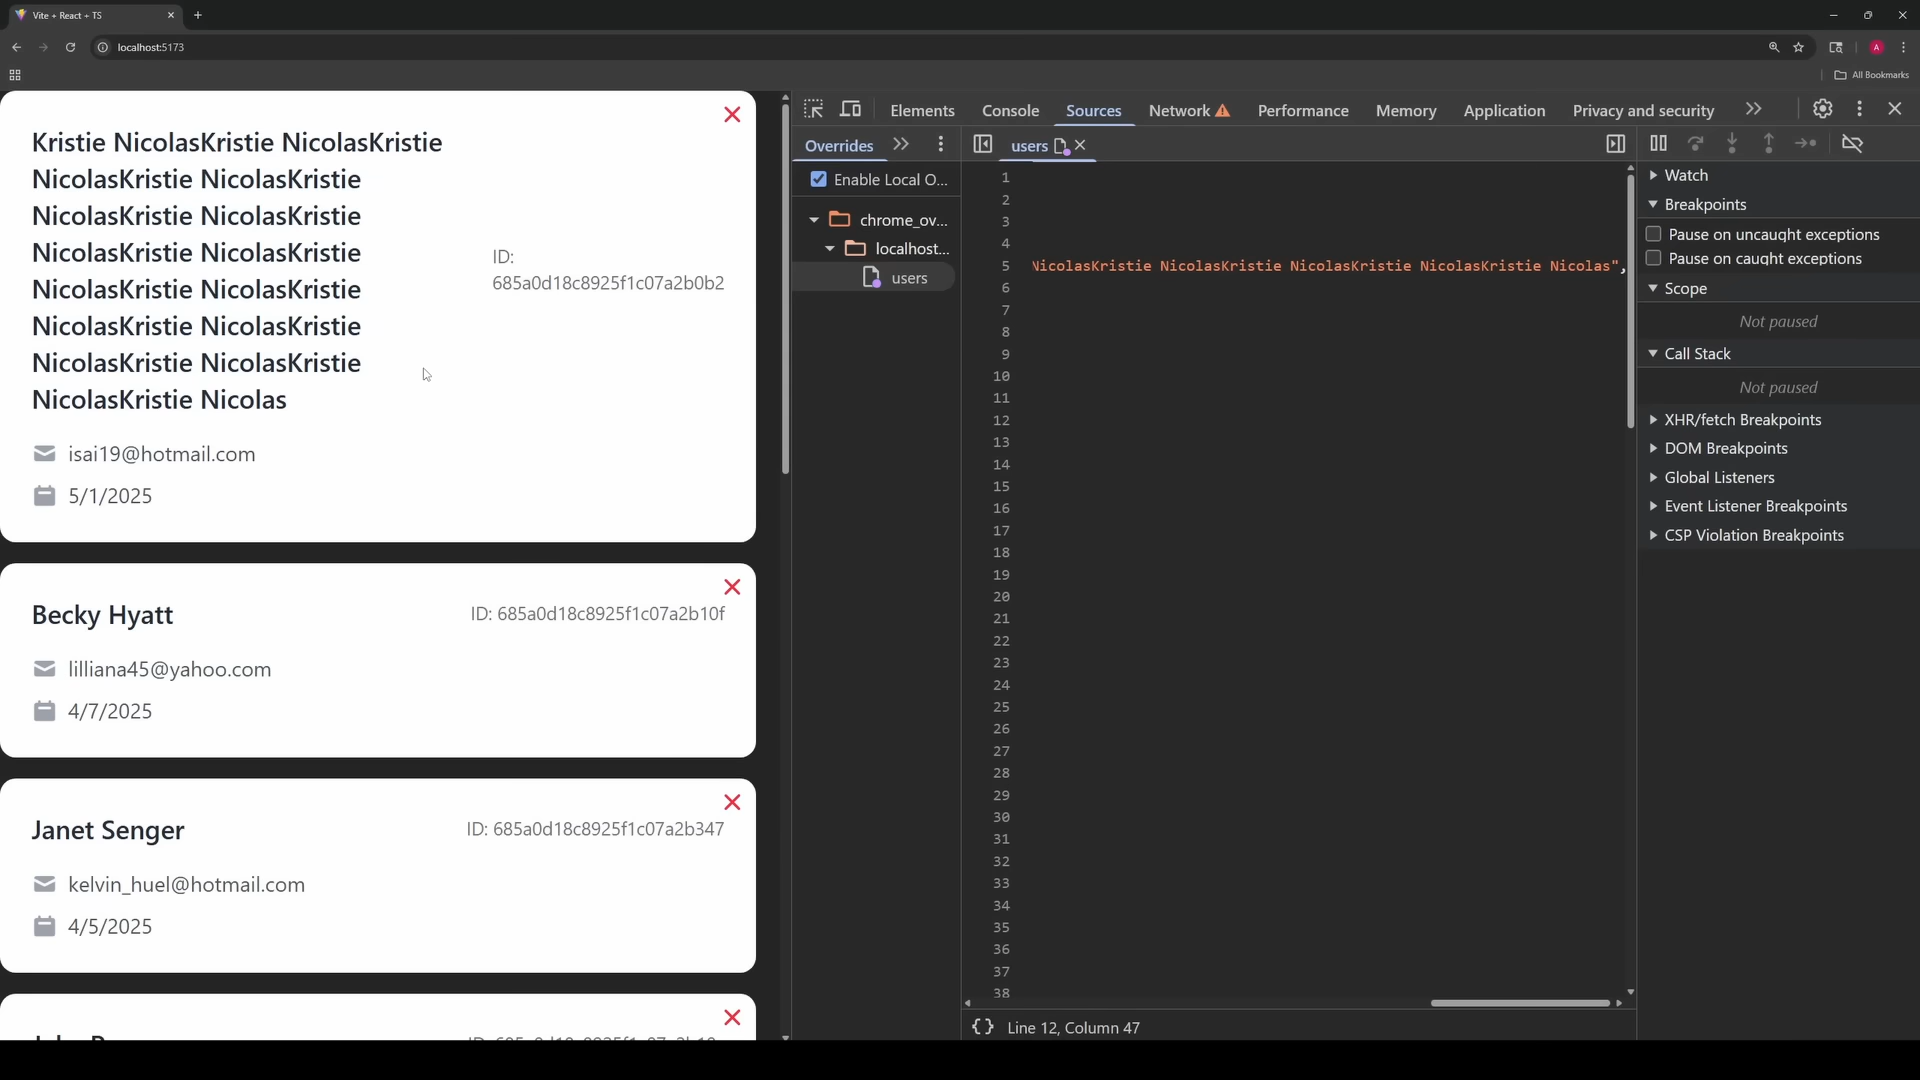 Vite + React + TS
localhost:5173
All Bookmarks
Kristie NicolasKristie NicolasKristie
NicolasKristie NicolasKristie
NicolasKristie NicolasKristie
NicolasKristie NicolasKristie
NicolasKristie NicolasKristie
NicolasKristie NicolasKristie
NicolasKristie NicolasKristie
NicolasKristie Nicolas
ID:
685a0d18c8925f1c07a2b0b2
isai19@hotmail.com
5/1/2025
Becky Hyatt
ID: 685a0d18c8925f1c07a2b10f
lilliana45@yahoo.com
4/7/2025
Janet Senger
ID: 685a0d18c8925f1c07a2b347
kelvin_huel@hotmail.com
4/5/2025
Elements Console Sources Network Performance Memory Application Privacy and security
Overrides
Enable Local O...
chrome_ov...
localhost...
users
users
1
2
3
4
5 NicolasKristie NicolasKristie NicolasKristie NicolasKristie Nicolas",
6
7
8
9
10
11
12
13
14
15
16
17
18
19
20
21
22
23
24
25
26
27
28
29
30
31
32
33
34
35
36
37
38
{} Line 12, Column 47
Watch
Breakpoints
Pause on uncaught exceptions
Pause on caught exceptions
Scope
Not paused
Call Stack
Not paused
XHR/fetch Breakpoints
DOM Breakpoints
Global Listeners
Event Listener Breakpoints
CSP Violation Breakpoints